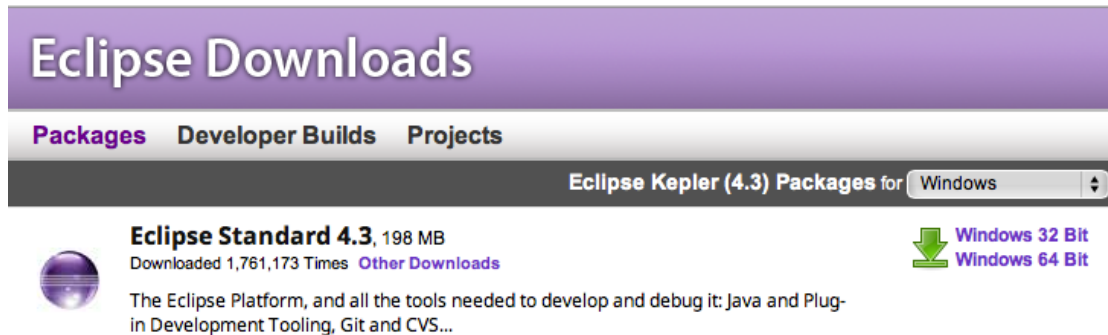 Eclipse Downloads
Packages Developer Builds Projects
Eclipse Kepler (4.3) Packages for Windows
Eclipse Standard 4.3, 198 MB
Windows 32 Bit
Downloaded 1,761,173 Times Other Downloads
Windows 64 Bit
The Eclipse Platform, and all the tools needed to develop and debug it: Java and Plug-
in Development Tooling, Git and CVS...